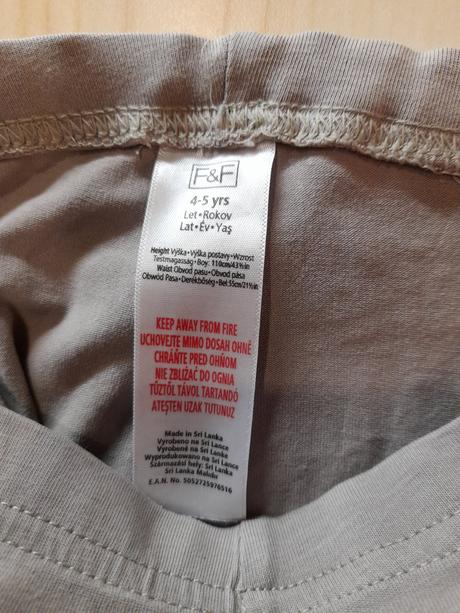 F&F
4-5 yrs
Let•Rokov
Lat•Év•Yaş
Height Výška•Výška postavy•Wzrost
Testmagasság•Boy: 110cm/43½in
Waist Obvod pasu•Obwód pása
Obwód Pasa•Derékbőség•Bel:55cm/21½in
KEEP AWAY FROM FIRE
UCHOVEJTE MIMO DOSAH OHNĚ
CHRÁŇTE PRED OHŇOM
NIE ZBLIŻAĆ DO OGNIA
TŰZTŐL TÁVOL TARTANDÓ
ATEŞTEN UZAK TUTUNUZ
Made in Sri Lanka
Vyrobeno na Srí Lance
Vyrobené na Srí Lanke
Wyprodukowano na Sri Lance
Származási hely: Srí Lanka
Sri Lanka Malıdır
E.A.N. No. 5052725976516